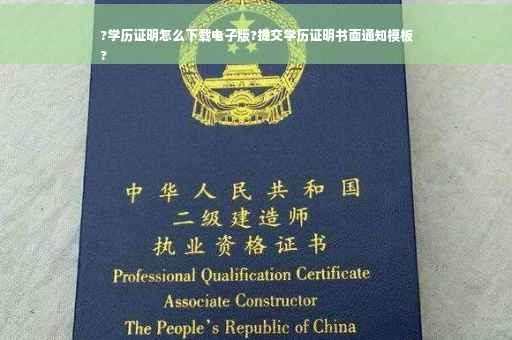 ?学历证明怎么下载电子版?提交学历证明书面通知模板
?
中华人民共和国
二级建造师
执业资格证书
Professional Qualification Certificate
Associate Constructor
The People's Republic of China